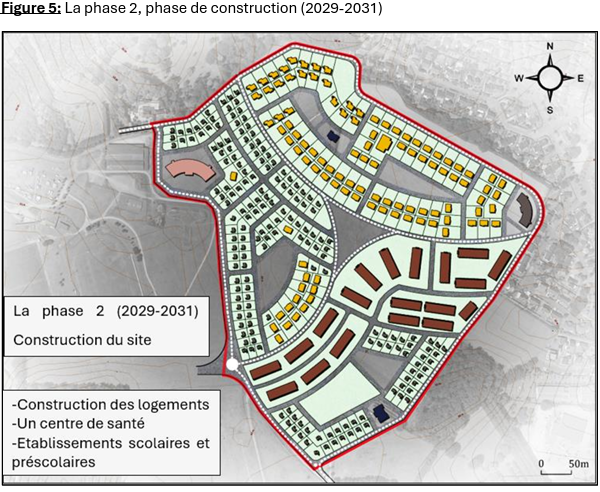 Figure 5: La phase 2, phase de construction (2029-2031)
N
W
E
S
La phase 2 (2029-2031)
Construction du site
-Construction des logements
-Un centre de santé
-Etablissements scolaires et
préscolaires
0 50m